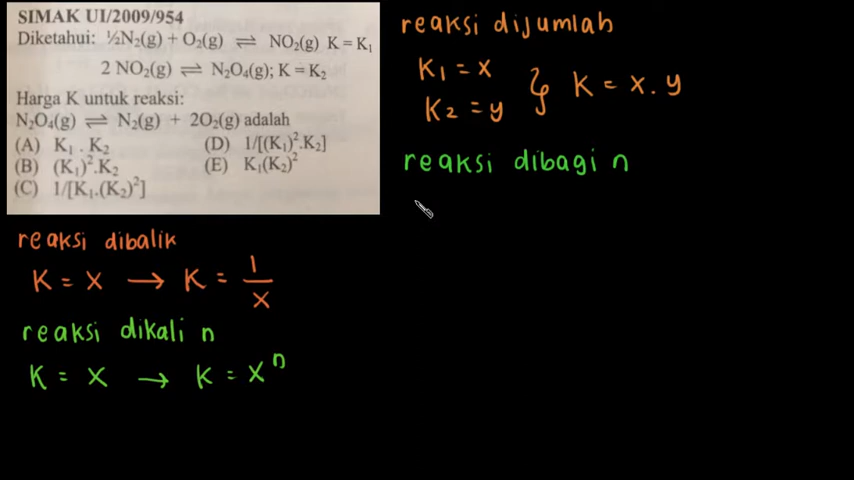 SIMAK UI/2009/954
Diketahui: ½N₂(g) + O₂(g) ⇌ NO₂(g) K = K₁
2 NO₂(g) ⇌ N₂O₄(g); K = K₂
Harga K untuk reaksi:
N₂O₄(g) ⇌ N₂(g) + 2O₂(g) adalah
(A) K₁ . K₂ (D) 1/[(K₁)².K₂]
(B) (K₁)².K₂ (E) K₁(K₂)²
(C) 1/[K₁.(K₂)²]
reaksi dibalik
K = x → K = 1/x
reaksi dikali n
K = x → K = xⁿ
reaksi dijumlah
K₁ = x
K₂ = y } K = x . y
reaksi dibagi n